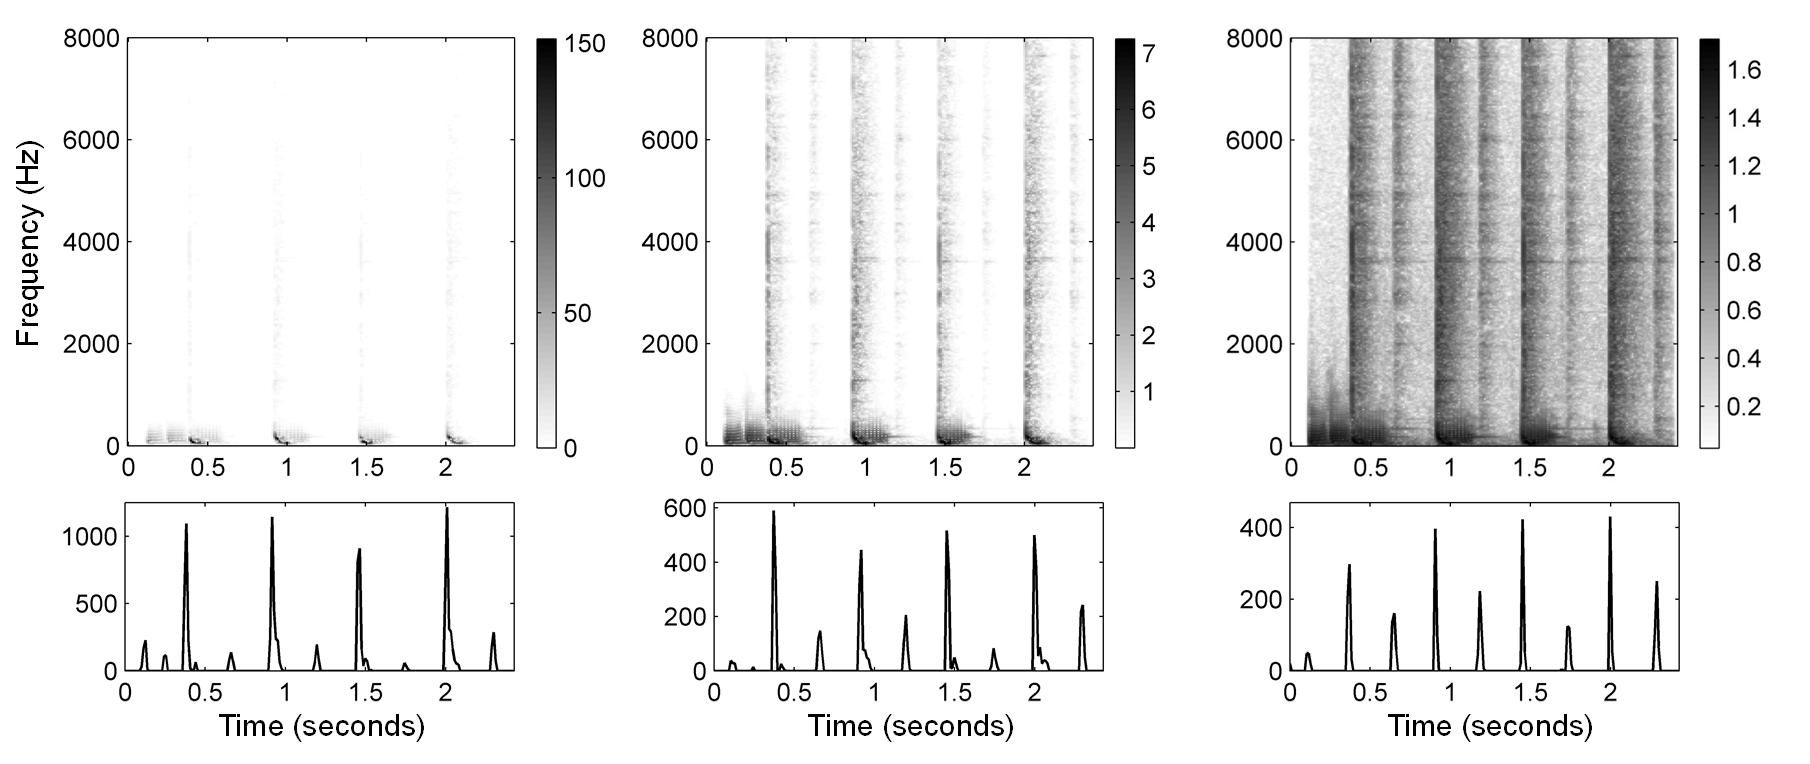 8000 150 8000 7 8000 1.6
6000 6000 6 6000 1.4
100 5 1.2
Frequency (Hz) 4000 4000 4 4000 1
50 3 0.8
2000 2000 2 2000 0.6
1 0.4
0 0 0 0 0.2
0 0.5 1 1.5 2 0 0.5 1 1.5 2 0 0.5 1 1.5 2
1000 600 400
500 400 200
0 200 0
0
0 0.5 1 1.5 2 0 0.5 1 1.5 2 0 0.5 1 1.5 2
Time (seconds) Time (seconds) Time (seconds)